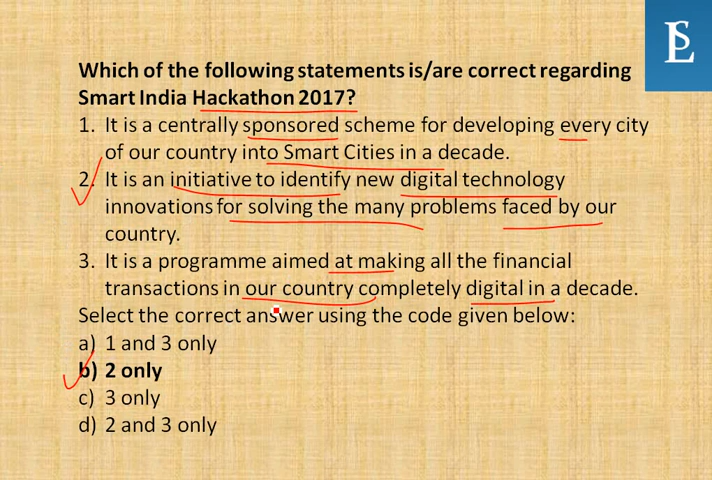 SL
Which of the following statements is/are correct regarding
Smart India Hackathon 2017?
1. It is a centrally sponsored scheme for developing every city
of our country into Smart Cities in a decade.
2. It is an initiative to identify new digital technology
innovations for solving the many problems faced by our
country.
3. It is a programme aimed at making all the financial
transactions in our country completely digital in a decade.
Select the correct answer using the code given below:
a) 1 and 3 only
b) 2 only
c) 3 only
d) 2 and 3 only